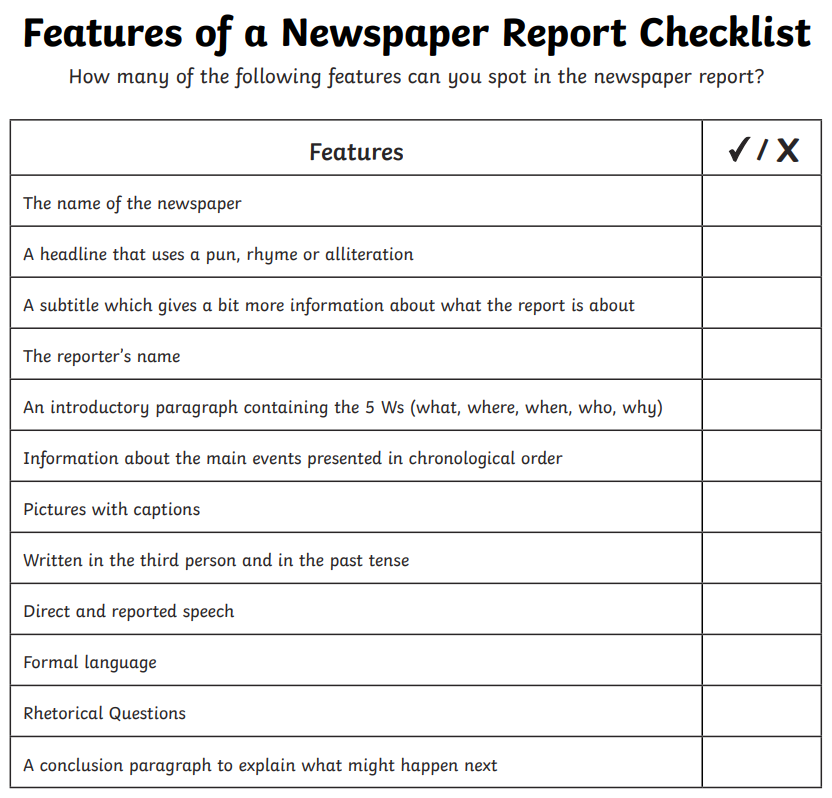 Features of a Newspaper Report Checklist
How many of the following features can you spot in the newspaper report?
Features
✓ / X
The name of the newspaper
A headline that uses a pun, rhyme or alliteration
A subtitle which gives a bit more information about what the report is about
The reporter’s name
An introductory paragraph containing the 5 Ws (what, where, when, who, why)
Information about the main events presented in chronological order
Pictures with captions
Written in the third person and in the past tense
Direct and reported speech
Formal language
Rhetorical Questions
A conclusion paragraph to explain what might happen next